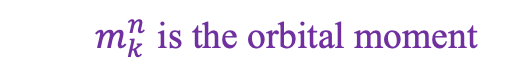 $m_k^n$ is the orbital moment